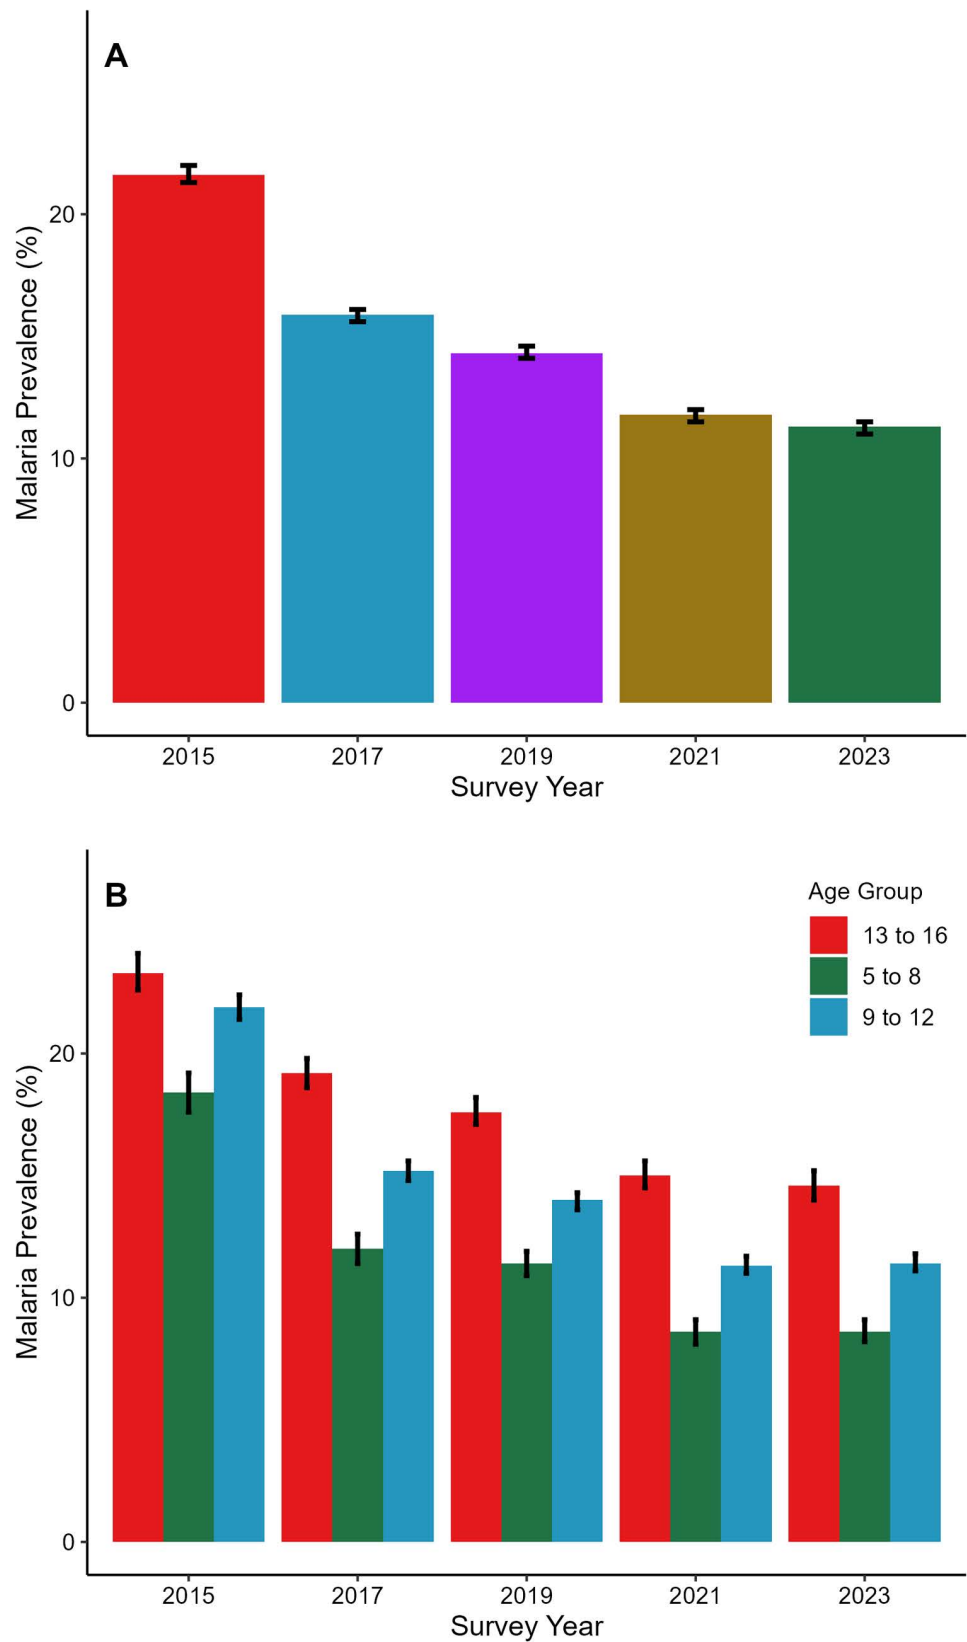 A
Malaria Prevalence (%)
20
10
0
2015 2017 2019 2021 2023
Survey Year
B
Age Group
13 to 16
5 to 8
9 to 12
Malaria Prevalence (%)
20
10
0
2015 2017 2019 2021 2023
Survey Year